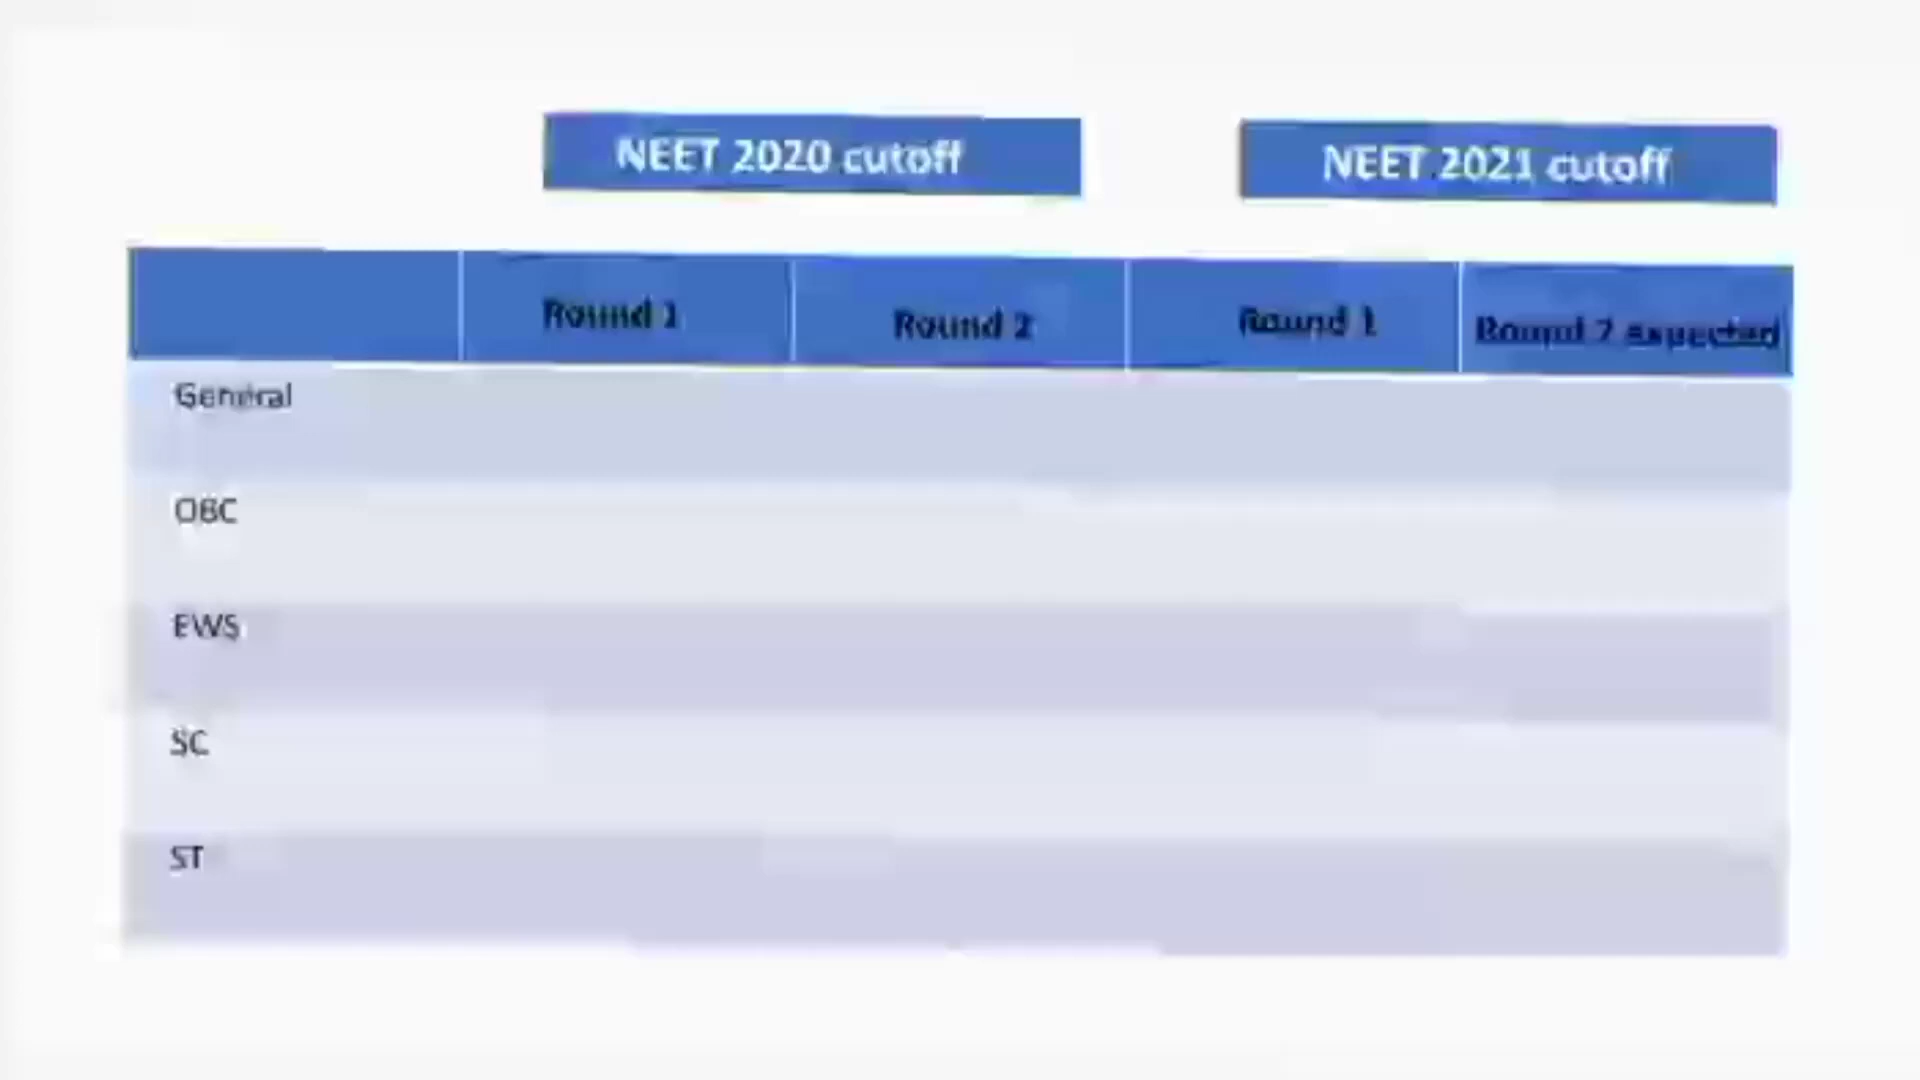 NEET 2020 cutoff
NEET 2021 cutoff
Round 1
Round 2
Round 1
Round 2 expected
General
OBC
EWS
SC
ST